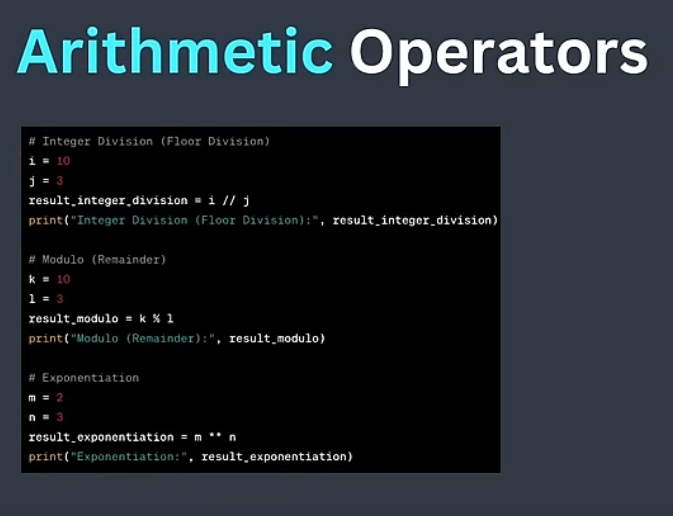 Arithmetic Operators
# Integer Division (Floor Division)
i = 10
j = 3
result_integer_division = i // j
print("Integer Division (Floor Division):", result_integer_division)
# Modulo (Remainder)
k = 10
l = 3
result_modulo = k % l
print("Modulo (Remainder):", result_modulo)
# Exponentiation
m = 2
n = 3
result_exponentiation = m ** n
print("Exponentiation:", result_exponentiation)